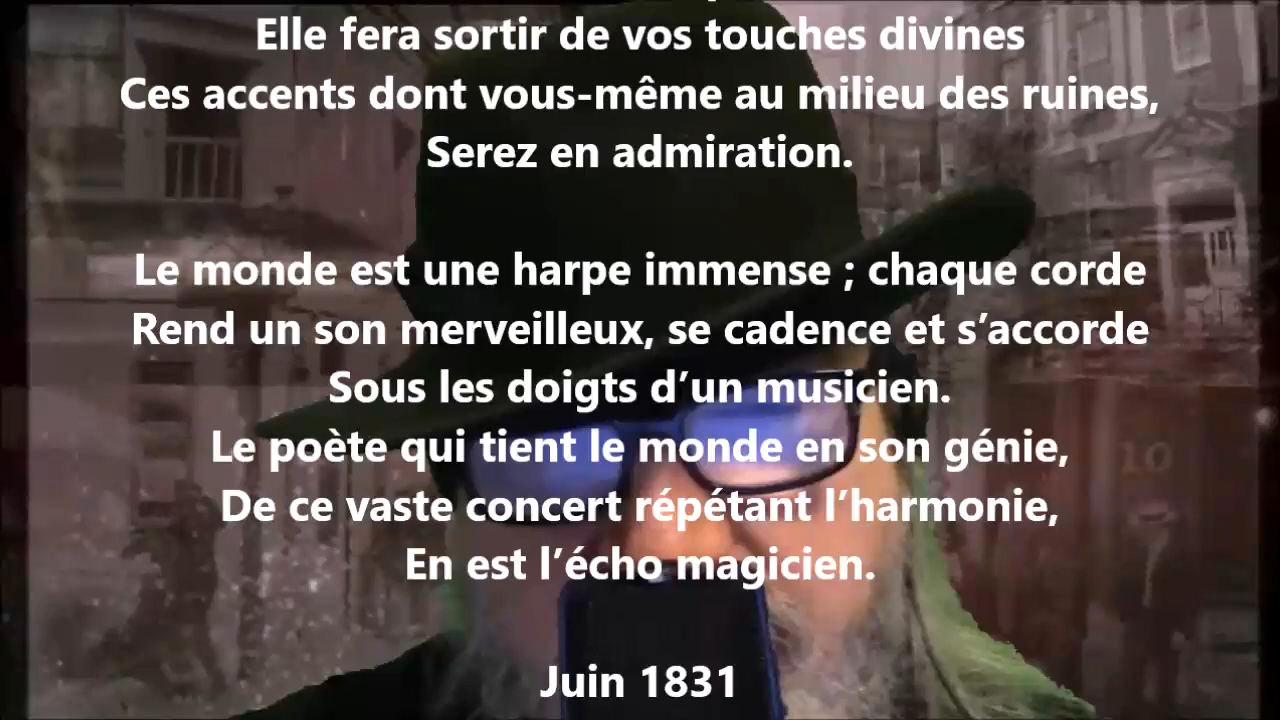 Elle fera sortir de vos touches divines
Ces accents dont vous-même au milieu des ruines,
Serez en admiration.
Le monde est une harpe immense ; chaque corde
Rend un son merveilleux, se cadence et s’accorde
Sous les doigts d’un musicien.
Le poète qui tient le monde en son génie,
De ce vaste concert répétant l’harmonie,
En est l’écho magicien.
Juin 1831
10